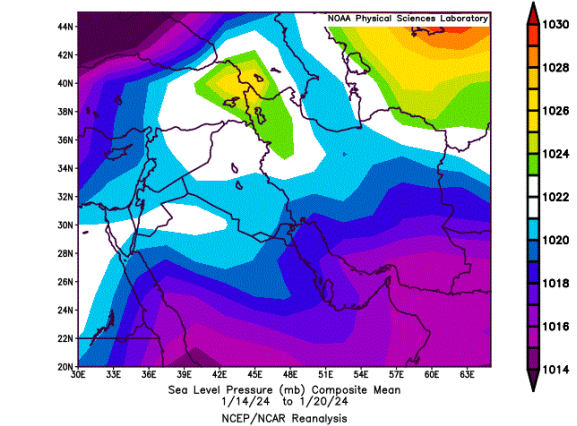 NOAA Physical Sciences Laboratory
44N
42N
40N
38N
36N
34N
32N
30N
28N
26N
24N
22N
20N
30E 33E 36E 39E 42E 45E 48E 51E 54E 57E 60E 63E
1030
1028
1026
1024
1022
1020
1018
1016
1014
Sea Level Pressure (mb) Composite Mean
1/14/24 to 1/20/24
NCEP/NCAR Reanalysis